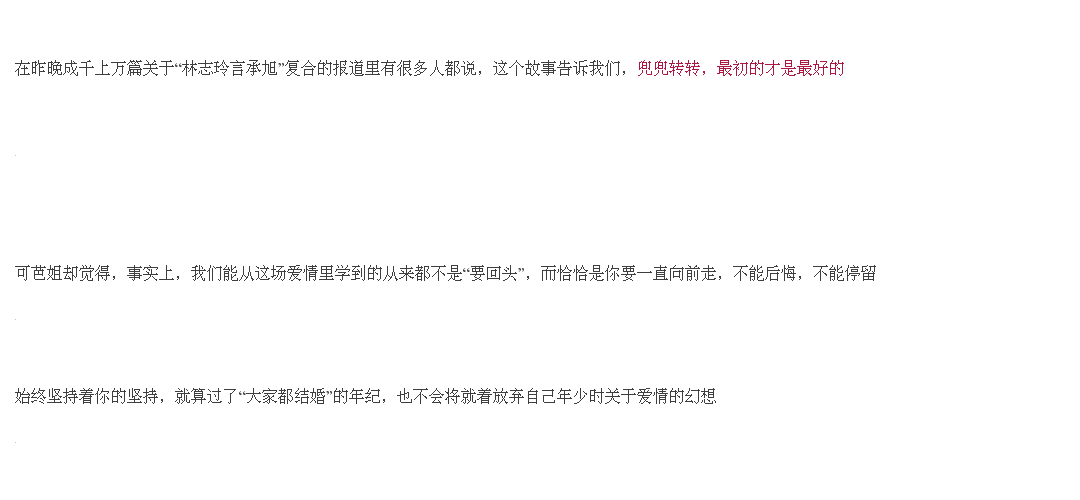 在昨晚成千上万篇关于“林志玲言承旭”复合的报道里有很多人都说，这个故事告诉我们，兜兜转转，最初的才是最好的
可芭姐却觉得，事实上，我们能从这场爱情里学到的从来都不是“要回头”，而恰恰是你要一直向前走，不能后悔，不能停留
始终坚持着你的坚持，就算过了“大家都结婚”的年纪，也不会将就着放弃自己年少时关于爱情的幻想